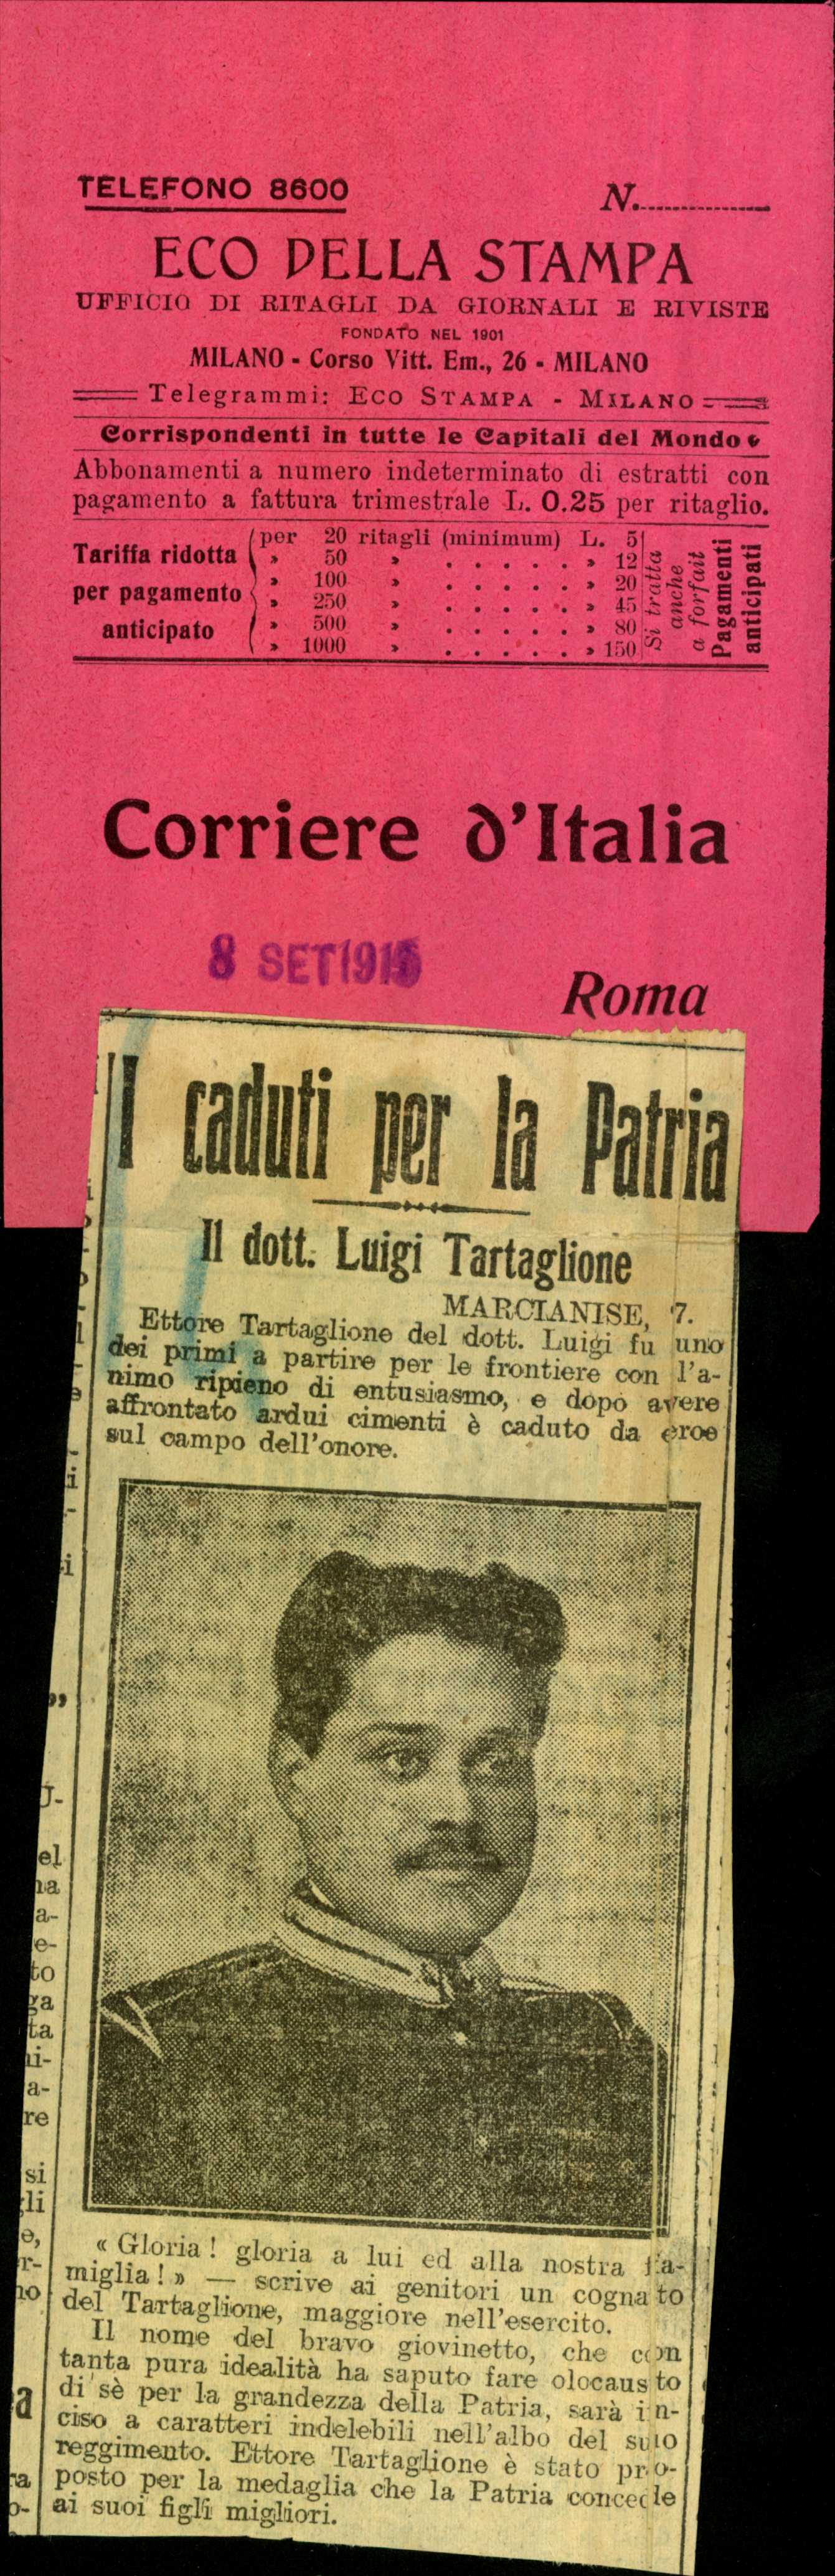 TELEFONO 8600
N.
ECO DELLA STAMPA
UFFICIO DI RITAGLI DA GIORNALI E RIVISTE
FONDATO NEL 1901
MILANO - Corso Vitt. Em., 26 - MILANO
Telegrammi: ECO STAMPA - MILANO
Corrispondenti in tutte le Capitali del Mondo
Abbonamenti a numero indeterminato di estratti con
pagamento a fattura trimestrale L. 0.25 per ritaglio.
Tariffa ridotta
per pagamento
anticipato
per 20 ritagli (minimum) L. 5
» 50 » . . . . . » 12
» 100 » . . . . . » 20
» 250 » . . . . . » 45
» 500 » . . . . . » 80
» 1000 » . . . . . » 150
Si tratta
anche
a forfait
Pagamenti
anticipati
Corriere d'Italia
8 SET 1915
Roma
I caduti per la Patria
Il dott. Luigi Tartaglione
MARCIANISE, 7.
Ettore Tartaglione del dott. Luigi fu uno
dei primi a partire per le frontiere con l'a-
nimo ripieno di entusiasmo, e dopo avere
affrontato ardui cimenti è caduto da eroe
sul campo dell'onore.
« Gloria ! gloria a lui ed alla nostra fa-
miglia ! » — scrive ai genitori un cognato
del Tartaglione, maggiore nell'esercito.
Il nome del bravo giovinetto, che con
tanta pura idealità ha saputo fare olocausto
di sè per la grandezza della Patria, sarà in-
ciso a caratteri indelebili nell'albo del suo
reggimento. Ettore Tartaglione è stato pro-
posto per la medaglia che la Patria concede
ai suoi figli migliori.